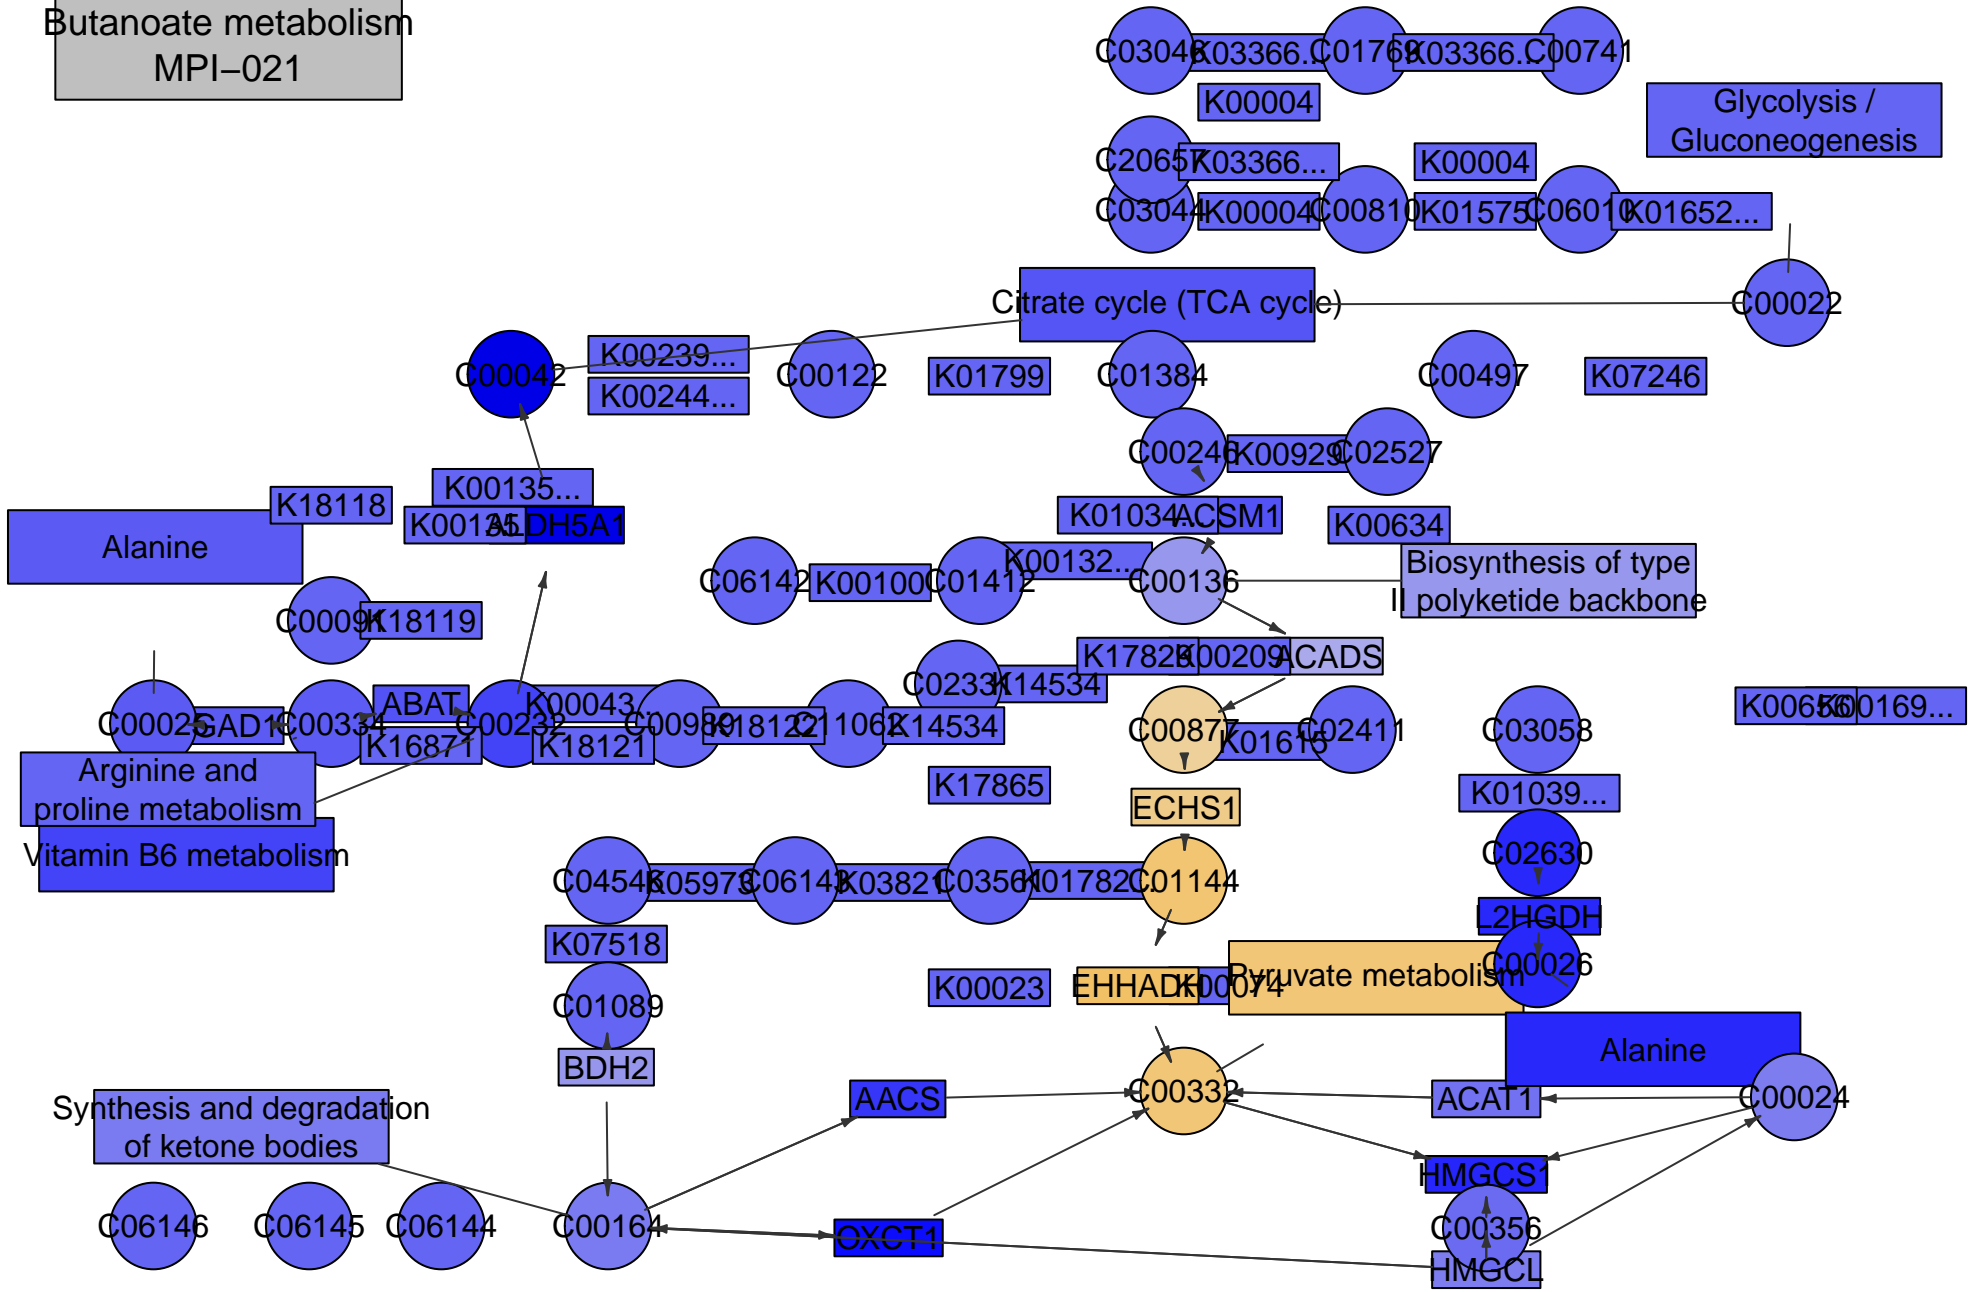 Butanoate metabolism
MPI−021
C03046
K03366...
C01769
K03366...
C00741
K00004
Glycolysis /
Gluconeogenesis
C20657
K03366...
K00004
C03044
K00004
C00810
K01575
C06010
K01652...
Citrate cycle (TCA cycle)
C00022
C00042
K00239...
K00244...
C00122
K01799
C01384
C00497
K07246
C00246
K00929
C02527
K18118
K00135...
K00135
ALDH5A1
K01034...
ACSM1
K00634
Alanine
C06142
K00100
C01412
K00132...
C00136
Biosynthesis of type
II polyketide backbone
C00091
K18119
C02331
K14534
K17829
K00209
ACADS
C00025
GAD1
C00334
ABAT
K16871
C00232
K00043...
K18121
C00989
K18122
C11062
K14534
C00877
K01615
C02411
C03058
K00656
K00169...
Arginine and
proline metabolism
K17865
ECHS1
K01039...
Vitamin B6 metabolism
C02630
C04546
K05973
C06143
K03821
C03561
K01782...
C01144
L2HGDH
K07518
C00026
Pyruvate metabolism
K00023
EHHADH
K00074
C01089
Alanine
BDH2
Synthesis and degradation
of ketone bodies
AACS
C00332
ACAT1
C00024
HMGCS1
C06146
C06145
C06144
C00164
OXCT1
C00356
HMGCL